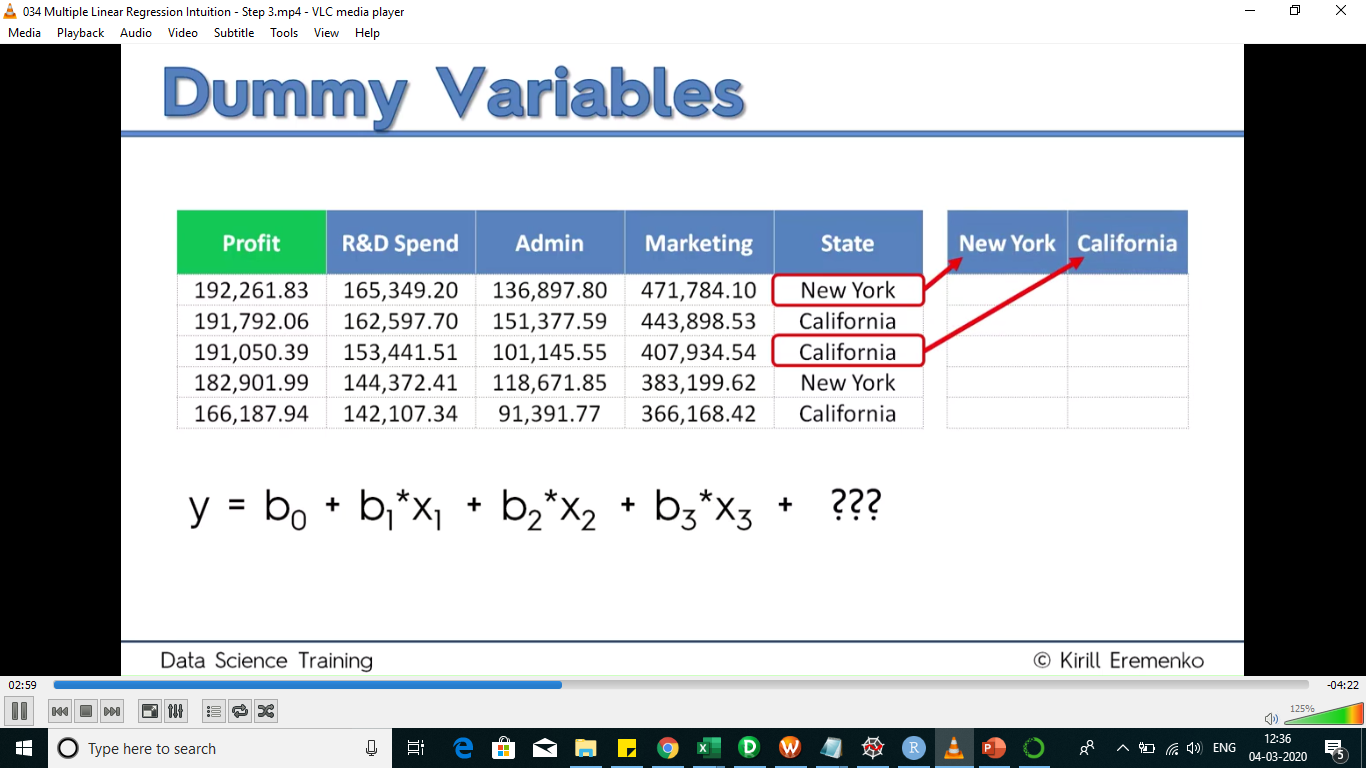 034 Multiple Linear Regression Intuition - Step 3.mp4 - VLC media player
Media Playback Audio Video Subtitle Tools View Help
Dummy Variables
Profit R&D Spend Admin Marketing State New York California
192,261.83 165,349.20 136,897.80 471,784.10 New York
191,792.06 162,597.70 151,377.59 443,898.53 California
191,050.39 153,441.51 101,145.55 407,934.54 California
182,901.99 144,372.41 118,671.85 383,199.62 New York
166,187.94 142,107.34 91,391.77 366,168.42 California
y = b₀ + b₁*x₁ + b₂*x₂ + b₃*x₃ + ???
Data Science Training © Kirill Eremenko
02:59 -04:22
125%
Type here to search ENG 12:36
04-03-2020 5